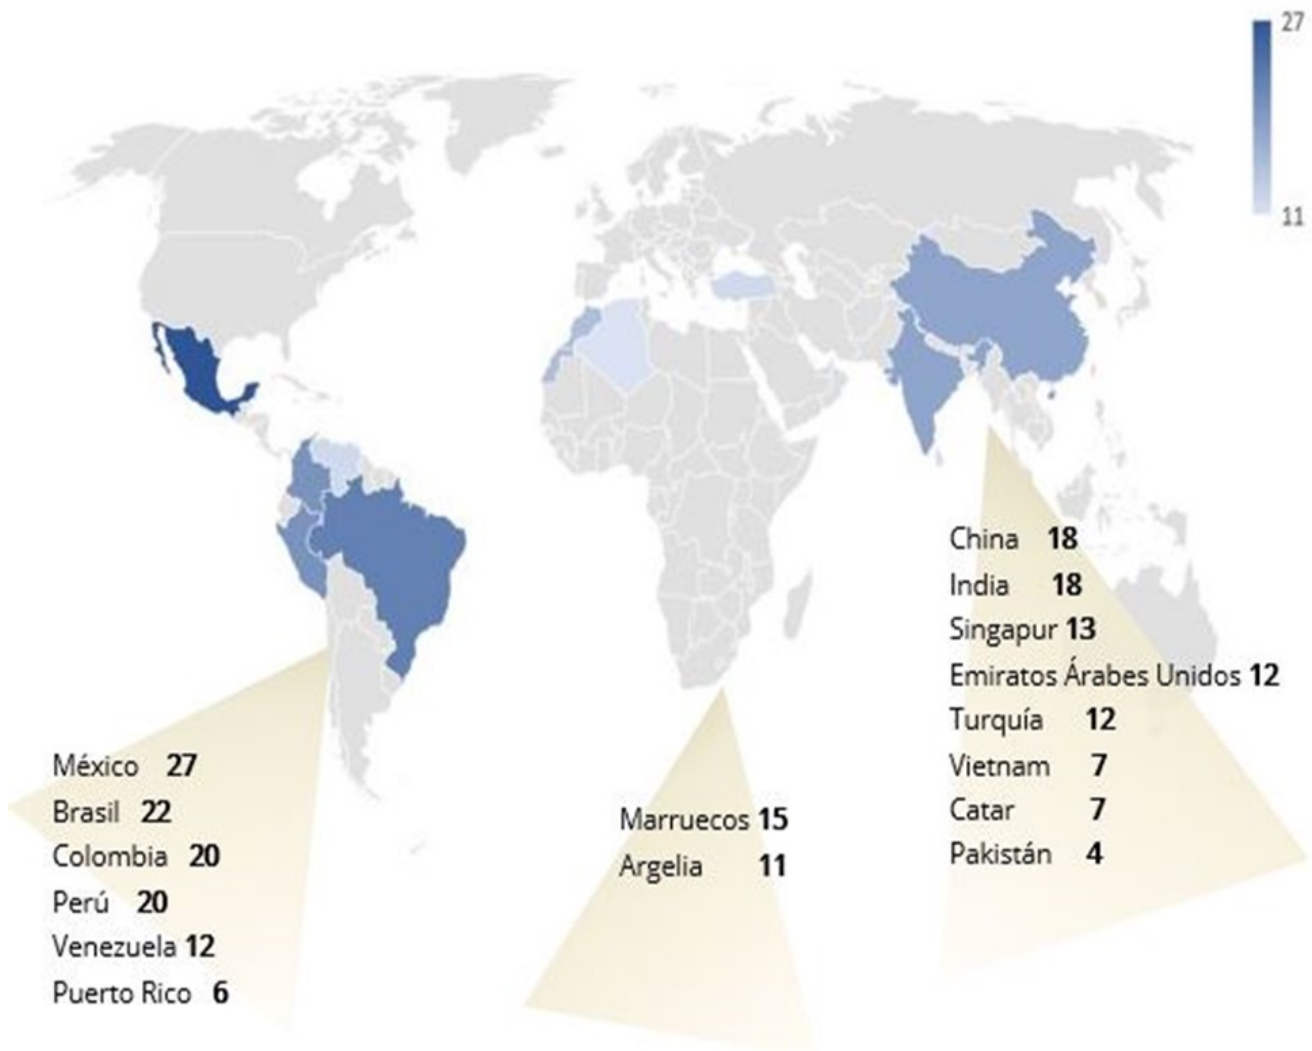 27
11
México 27
Brasil 22
Colombia 20
Perú 20
Venezuela 12
Puerto Rico 6
Marruecos 15
Argelia 11
China 18
India 18
Singapur 13
Emiratos Árabes Unidos 12
Turquía 12
Vietnam 7
Catar 7
Pakistán 4